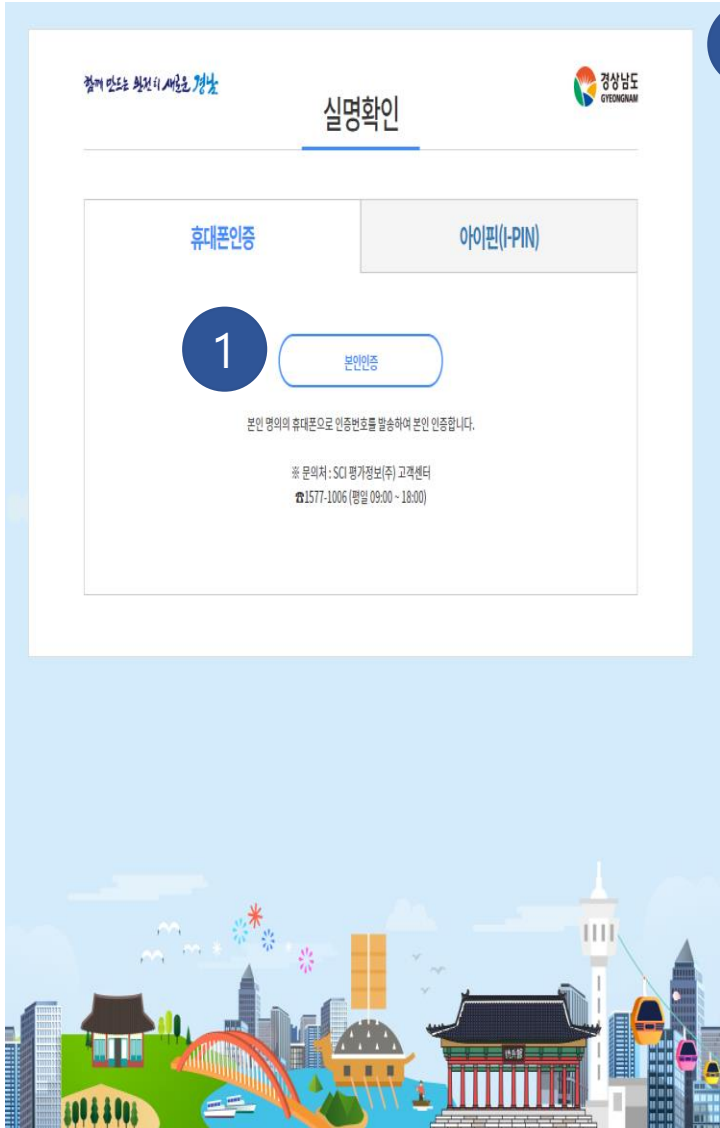 함께 만드는 완전히 새로운 경남
경상남도
GYEONGNAM
실명확인
휴대폰인증
아이핀(I-PIN)
1
본인인증
본인 명의의 휴대폰으로 인증번호를 발송하여 본인 인증합니다.
※ 문의처 : SCI 평가정보(주) 고객센터
☎1577-1006 (평일 09:00 ~ 18:00)